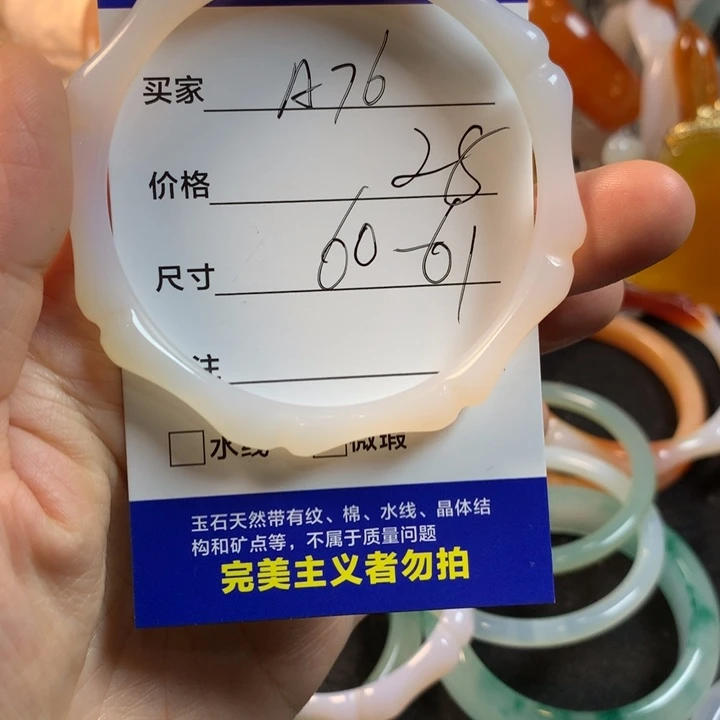 买家 A76
价格 28
尺寸 60-61
注
水线 微瑕
玉石天然带有纹、棉、水线、晶体结
构和矿点等，不属于质量问题
完美主义者勿拍